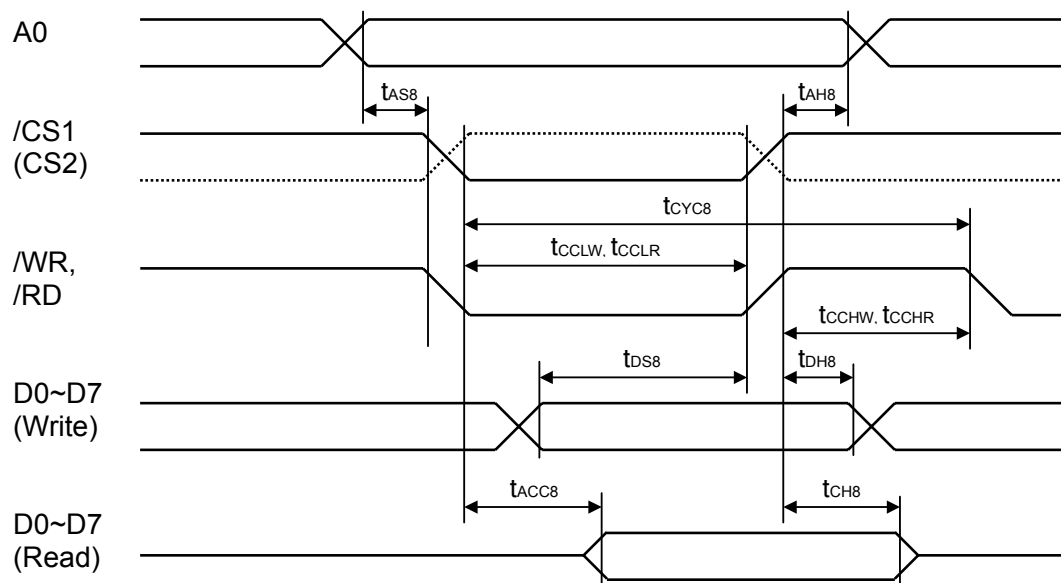 A0
tAS8
tAH8
/CS1
(CS2)
tCYC8
tCCLW, tCCLR
/WR,
/RD
tCCHW, tCCHR
tDS8
tDH8
D0~D7
(Write)
tACC8
tCH8
D0~D7
(Read)